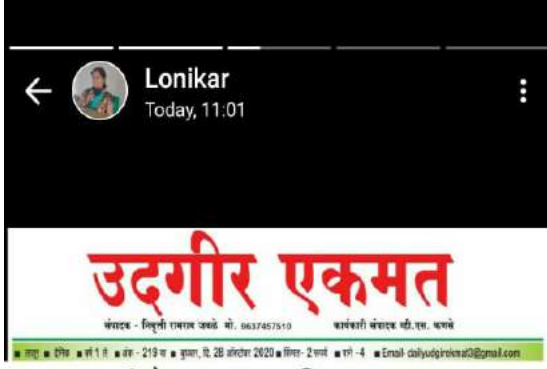 Lonikar
Today, 11:01
उदगीर एकमत
संपादक - निवृत्ती रामराव जवळे मो. 9637457510 कार्यकारी संपादक व्ही.एस. कणसे
■ लातूर ■ दैनिक ■ वर्ष 1 ले ■ अंक - 219 वा ■ बुधवार, दि. 28 ऑक्टोबर 2020 ■ किंमत- 2 रुपये ■ पाने -4 ■ Email- dailyudgirekmat3@gmail.com